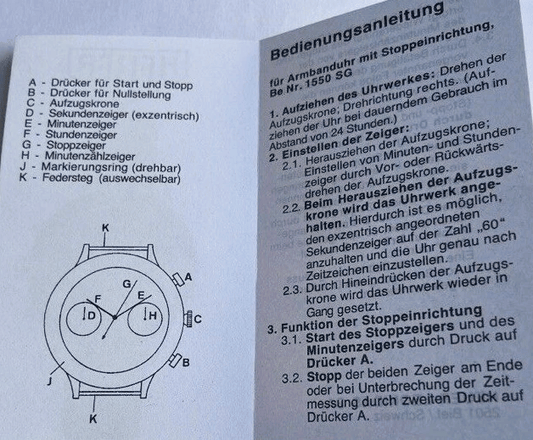 A - Drücker für Start und Stopp
B - Drücker für Nullstellung
C - Aufzugskrone
D - Sekundenzeiger (exzentrisch)
E - Minutenzeiger
F - Stundenzeiger
G - Stoppzeiger
H - Minutenzählzeiger
J - Markierungsring (drehbar)
K - Federsteg (auswechselbar)
K
A
G
F
E
D
H
C
B
J
K
Bedienungsanleitung
für Armbanduhr mit Stoppeinrichtung,
Be Nr. 1550 SG
1. Aufziehen des Uhrwerkes: Drehen der
Aufzugskrone; Drehrichtung rechts. (Auf-
ziehen der Uhr bei dauerndem Gebrauch im
Abstand von 24 Stunden.)
2. Einstellen der Zeiger:
2.1. Herausziehen der Aufzugskrone;
Einstellen von Minuten- und Stunden-
zeiger durch Vor- oder Rückwärts-
drehen der Aufzugskrone.
2.2. Beim Herausziehen der Aufzugs-
krone wird das Uhrwerk ange-
halten. Hierdurch ist es möglich,
den exzentrisch angeordneten
Sekundenzeiger auf der Zahl „60“
anzuhalten und die Uhr genau nach
Zeitzeichen einzustellen.
2.3. Durch Hineindrücken der Aufzugs-
krone wird das Uhrwerk wieder in
Gang gesetzt.
3. Funktion der Stoppeinrichtung
3.1. Start des Stoppzeigers und des
Minutenzeigers durch Druck auf
Drücker A.
3.2. Stopp der beiden Zeiger am Ende
oder bei Unterbrechung der Zeit-
messung durch zweiten Druck auf
Drücker A.